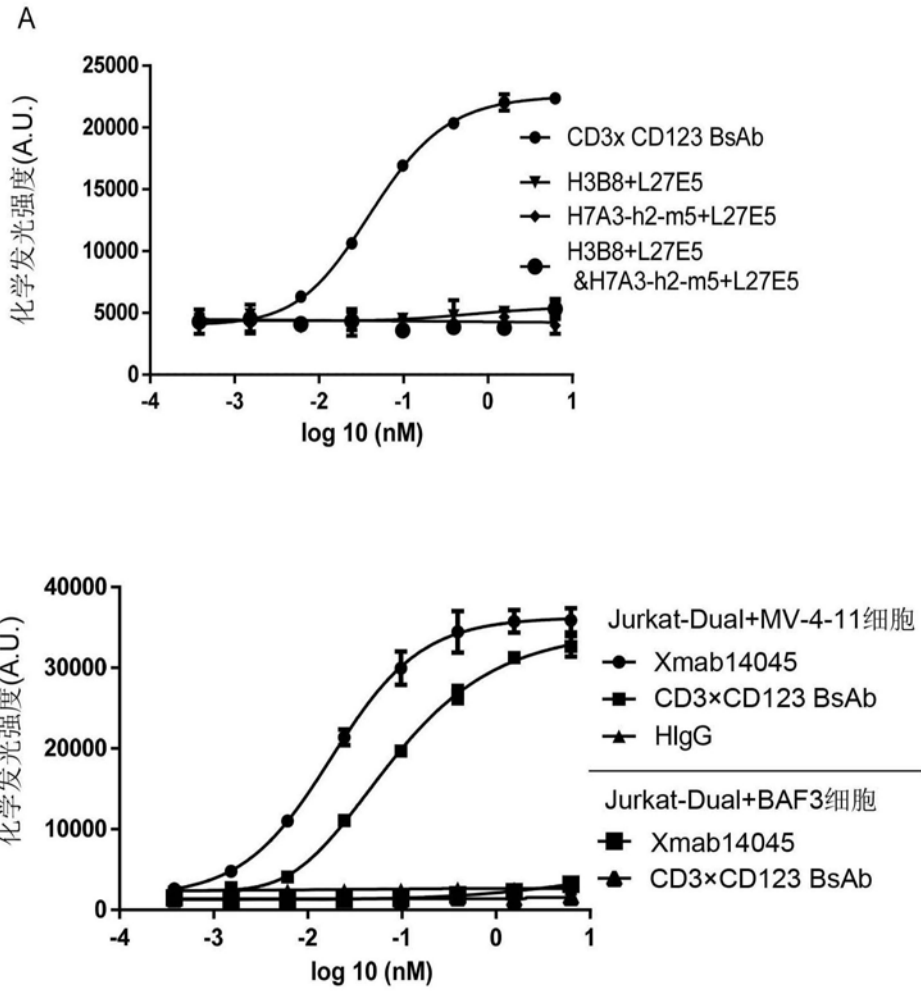 A
化学发光强度(A.U.)
25000
20000
15000
10000
5000
0
-4 -3 -2 -1 0 1
log 10 (nM)
CD3x CD123 BsAb
H3B8+L27E5
H7A3-h2-m5+L27E5
H3B8+L27E5
&H7A3-h2-m5+L27E5
化学发光强度(A.U.)
40000
30000
20000
10000
0
-4 -3 -2 -1 0 1
log 10 (nM)
Jurkat-Dual+MV-4-11细胞
Xmab14045
CD3×CD123 BsAb
HIgG
Jurkat-Dual+BAF3细胞
Xmab14045
CD3×CD123 BsAb